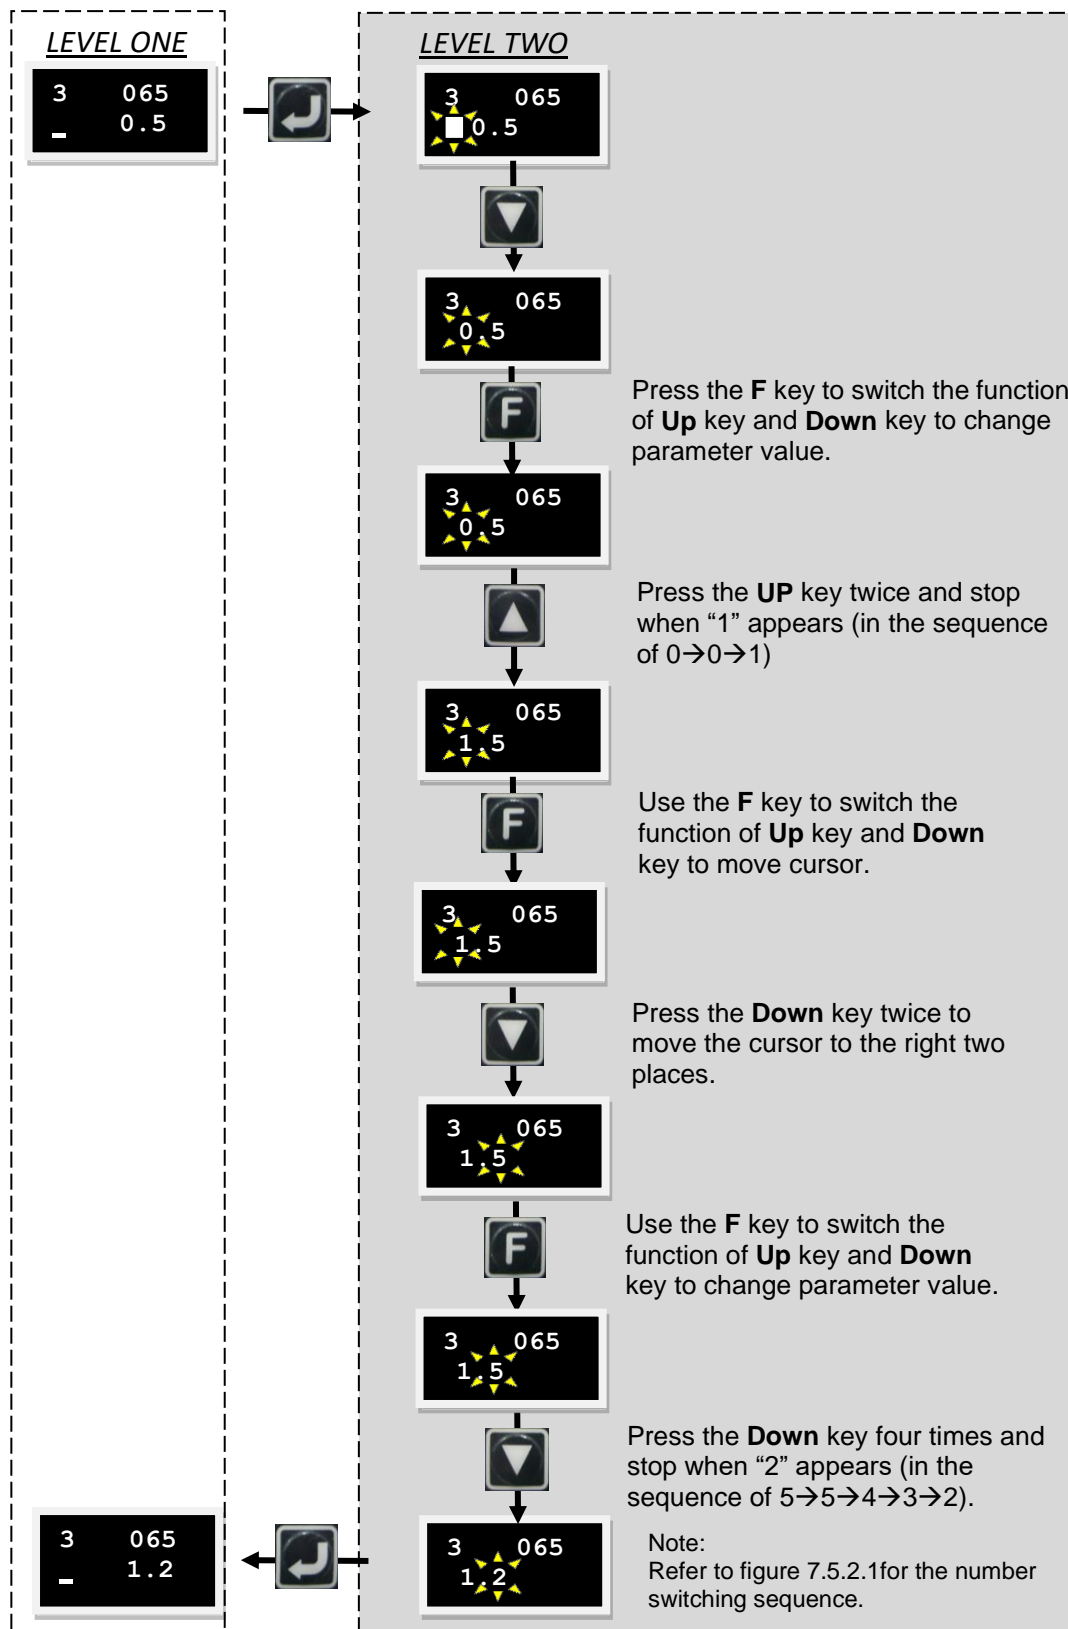 LEVEL ONE
LEVEL TWO
3 065
_ 0.5
3 065
0.5
3 065
0.5
F
Press the F key to switch the function
of Up key and Down key to change
parameter value.
3 065
0.5
Press the UP key twice and stop
when “1” appears (in the sequence
of 0→0→1)
3 065
1.5
F
Use the F key to switch the
function of Up key and Down
key to move cursor.
3 065
1.5
Press the Down key twice to
move the cursor to the right two
places.
3 065
1.5
F
Use the F key to switch the
function of Up key and Down
key to change parameter value.
3 065
1.5
Press the Down key four times and
stop when “2” appears (in the
sequence of 5→5→4→3→2).
3 065
_ 1.2
3 065
1.2
Note:
Refer to figure 7.5.2.1for the number
switching sequence.